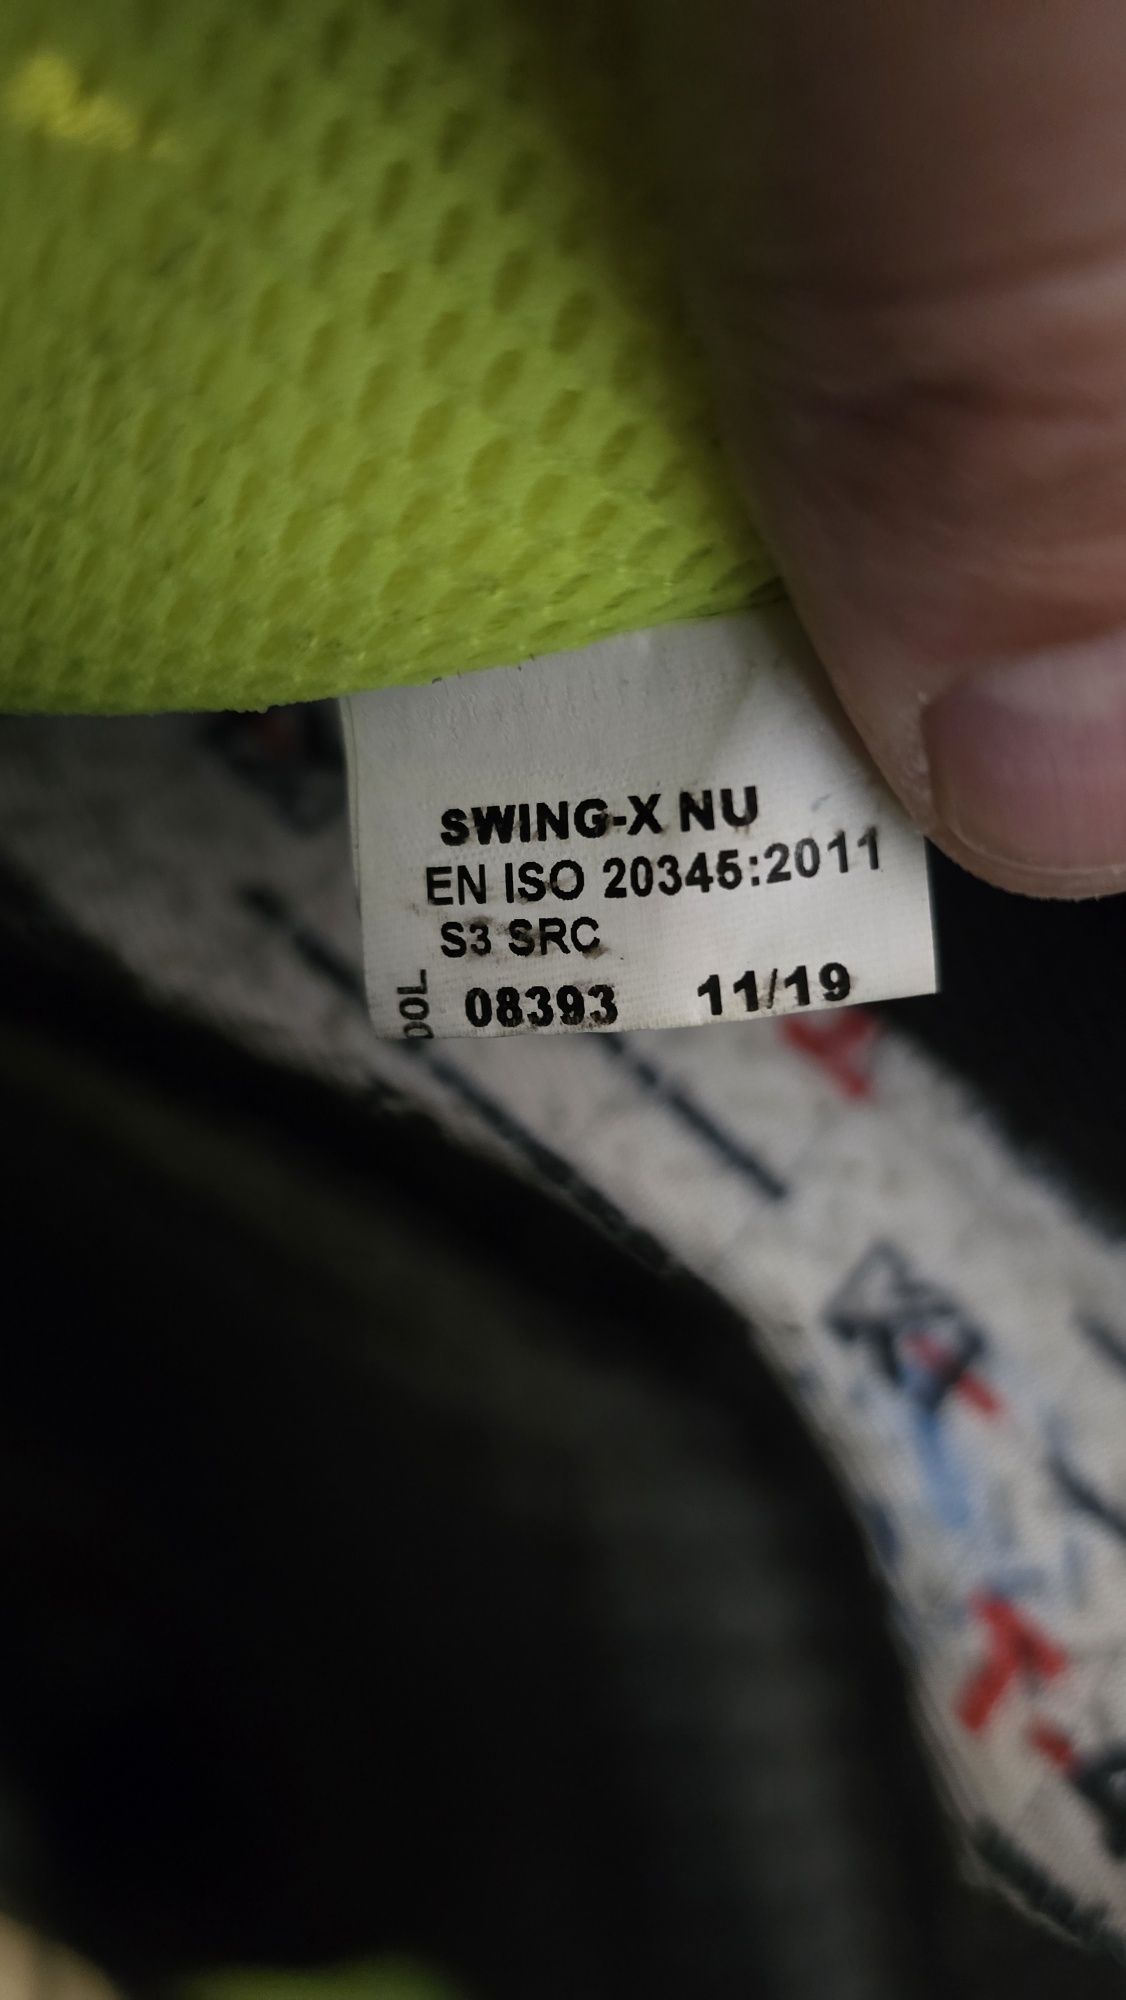 SWING-X NU
EN ISO 20345:2011
S3 SRC
08393 11/19